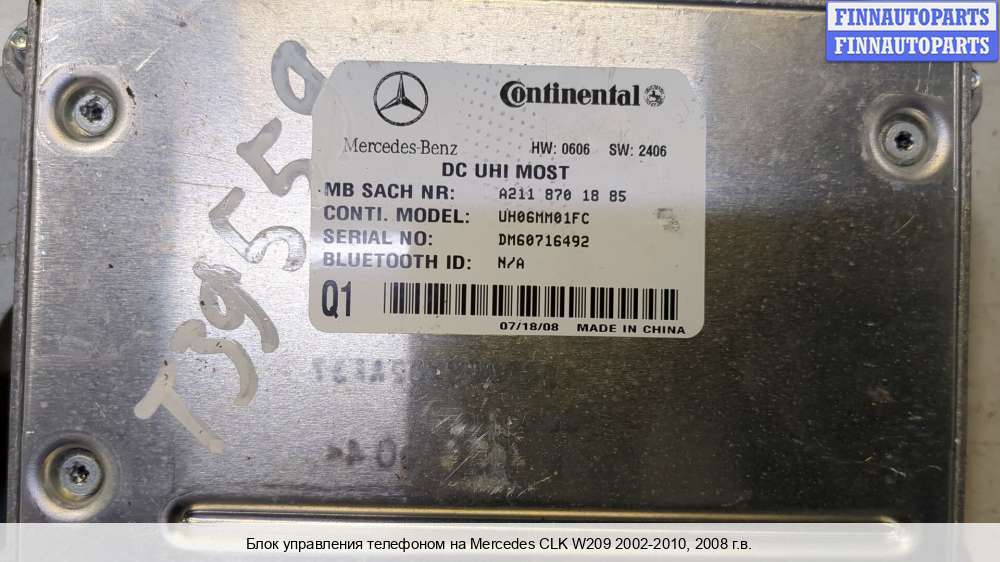 FINNAUTOPARTS
FINNAUTOPARTS
T39559
Continental
Mercedes-Benz HW: 0606 SW: 2406
DC UHI MOST
MB SACH NR: A211 870 18 85
CONTI. MODEL: UH06MM01FC
SERIAL NO: DM60716492
BLUETOOTH ID: N/A
Q1
07/18/08 MADE IN CHINA
Блок управления телефоном на Mercedes CLK W209 2002-2010, 2008 г.в.